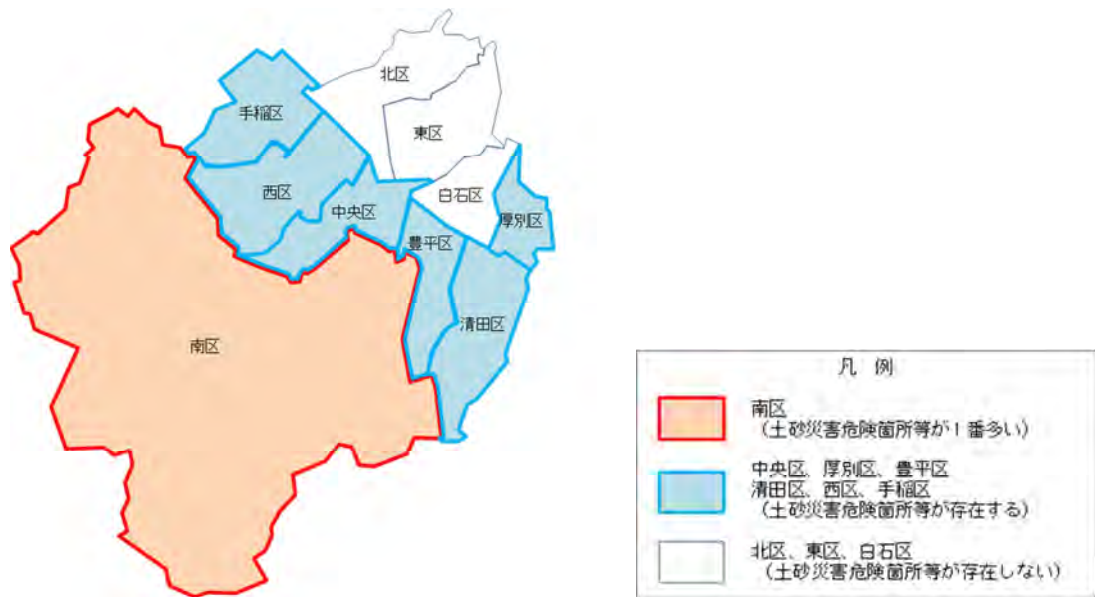 北区
手稲区
東区
西区
白石区
中央区
厚別区
豊平区
清田区
南区
凡 例
南区
(土砂災害危険箇所等が1番多い)
中央区、厚別区、豊平区
清田区、西区、手稲区
(土砂災害危険箇所等が存在する)
北区、東区、白石区
(土砂災害危険箇所等が存在しない)